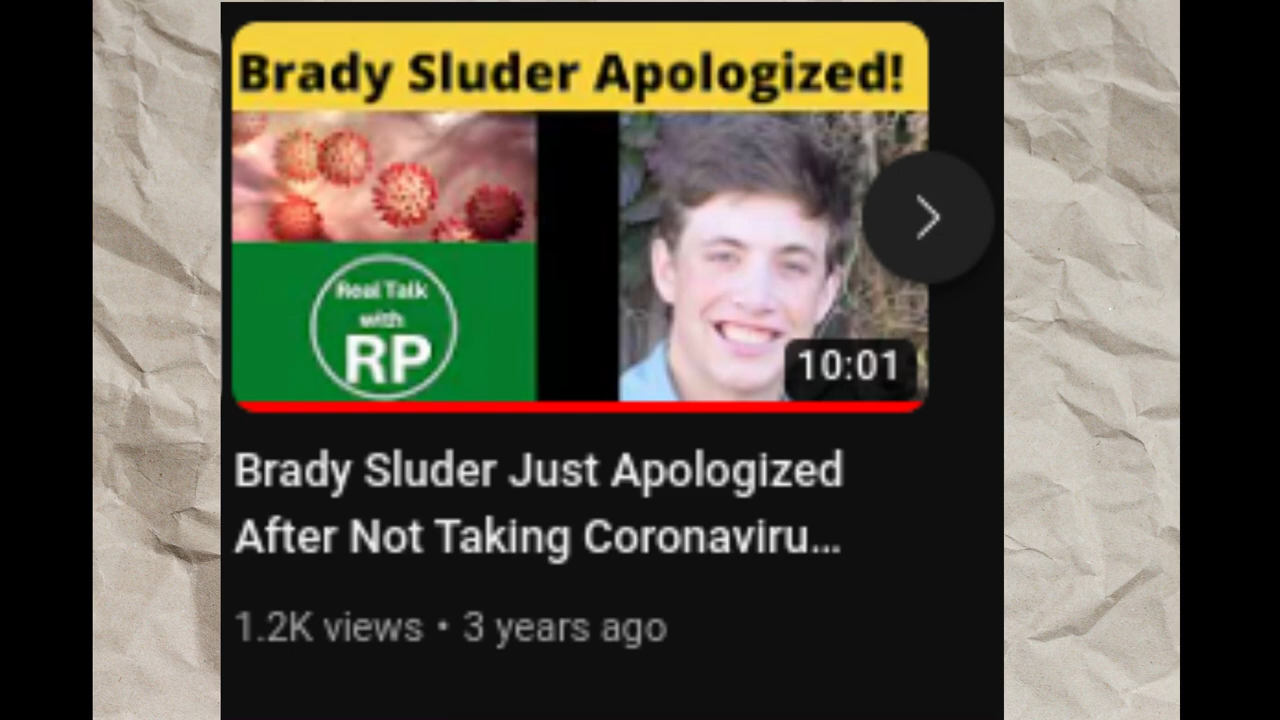 Brady Sluder Apologized!
Real Talk
with
RP
10:01
Brady Sluder Just Apologized
After Not Taking Coronaviru...
1.2K views • 3 years ago